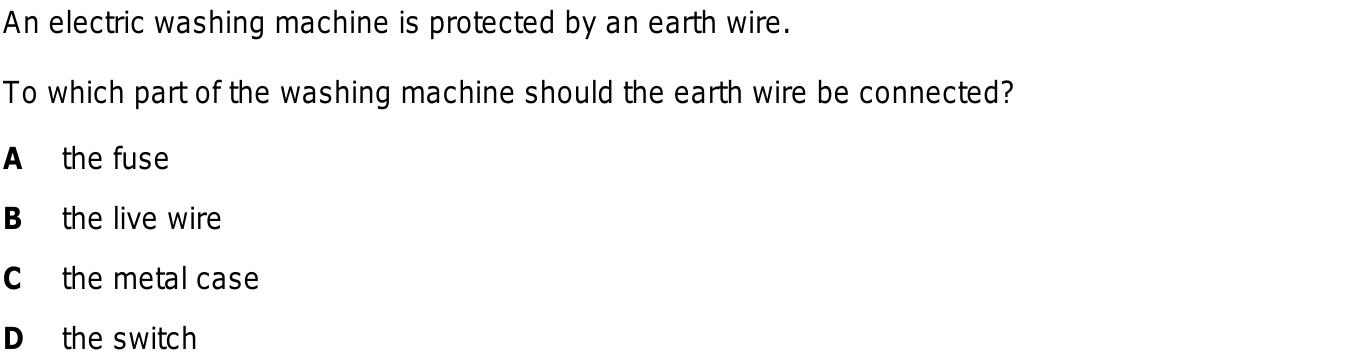 An electric washing machine is protected by an earth wire.
To which part of the washing machine should the earth wire be connected?
A the fuse
B the live wire
C the metal case
D the switch